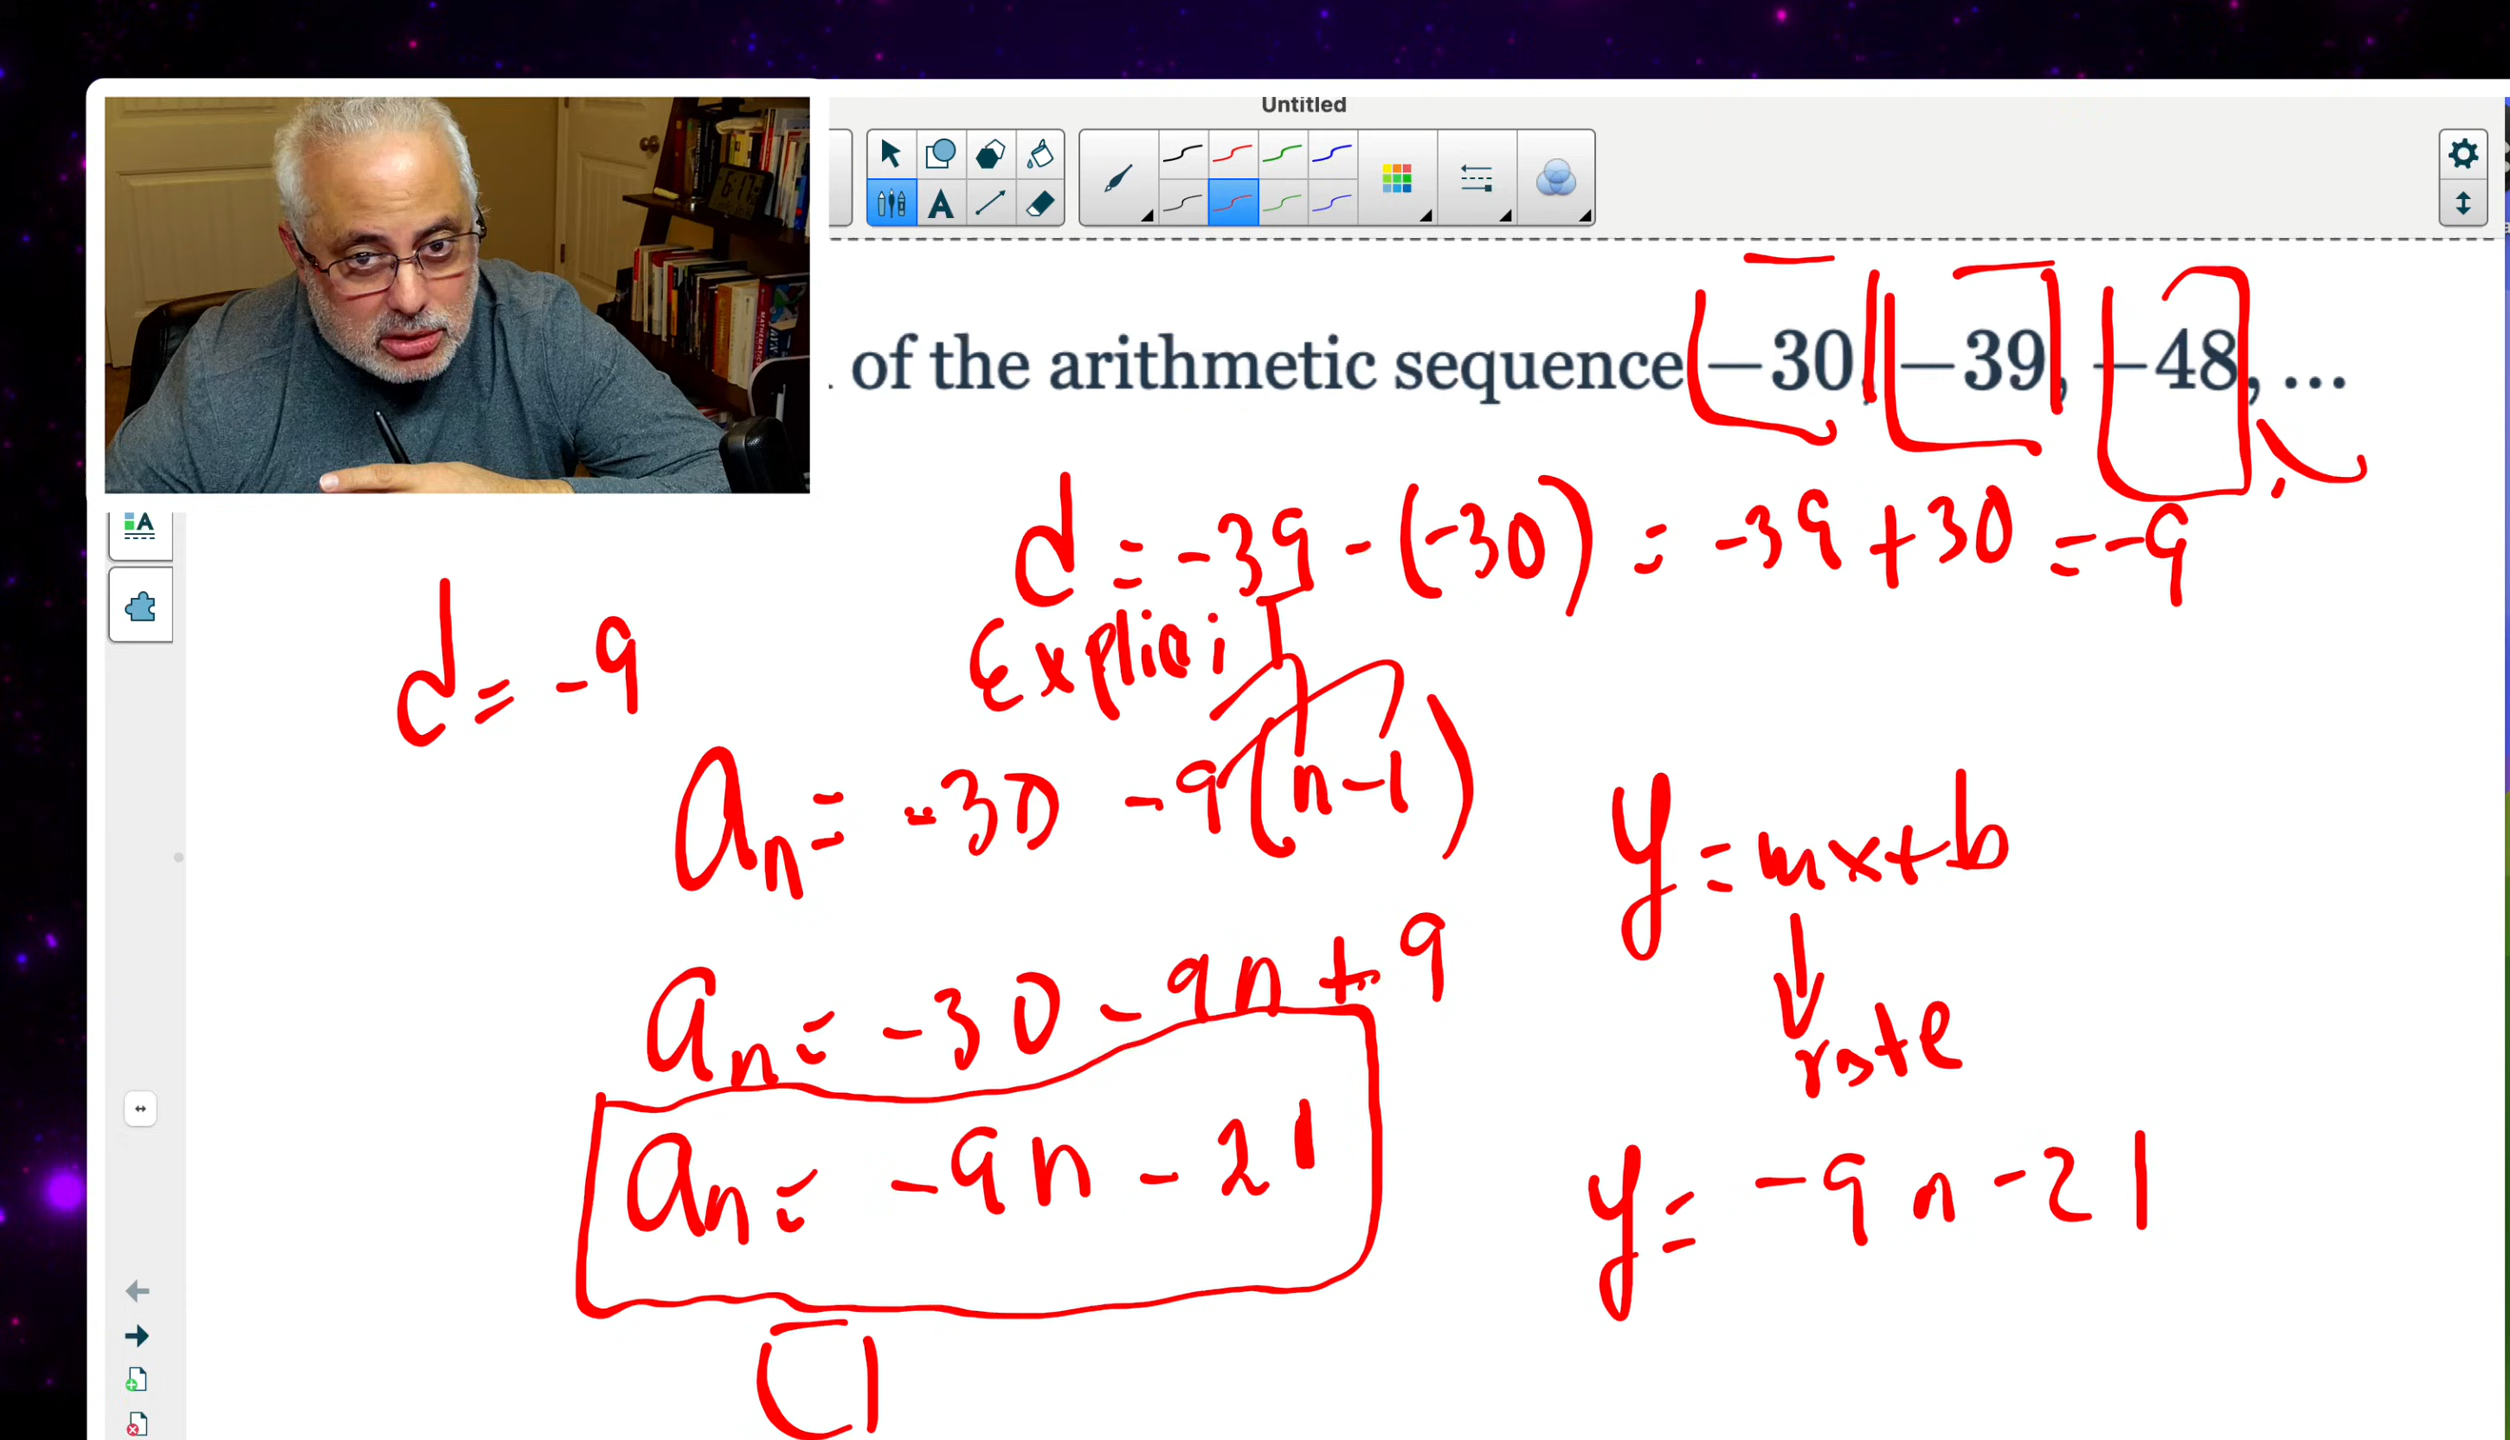 Untitled
of the arithmetic sequence −30, −39, −48, ...
d = -39 - (-30) = -39 + 30 = -9
Explicit
d = -9
an = -30 -9(n-1)
y = mx+b
an = -30 - 9n + 9
rate
an = -9n - 21
y = -9n - 21